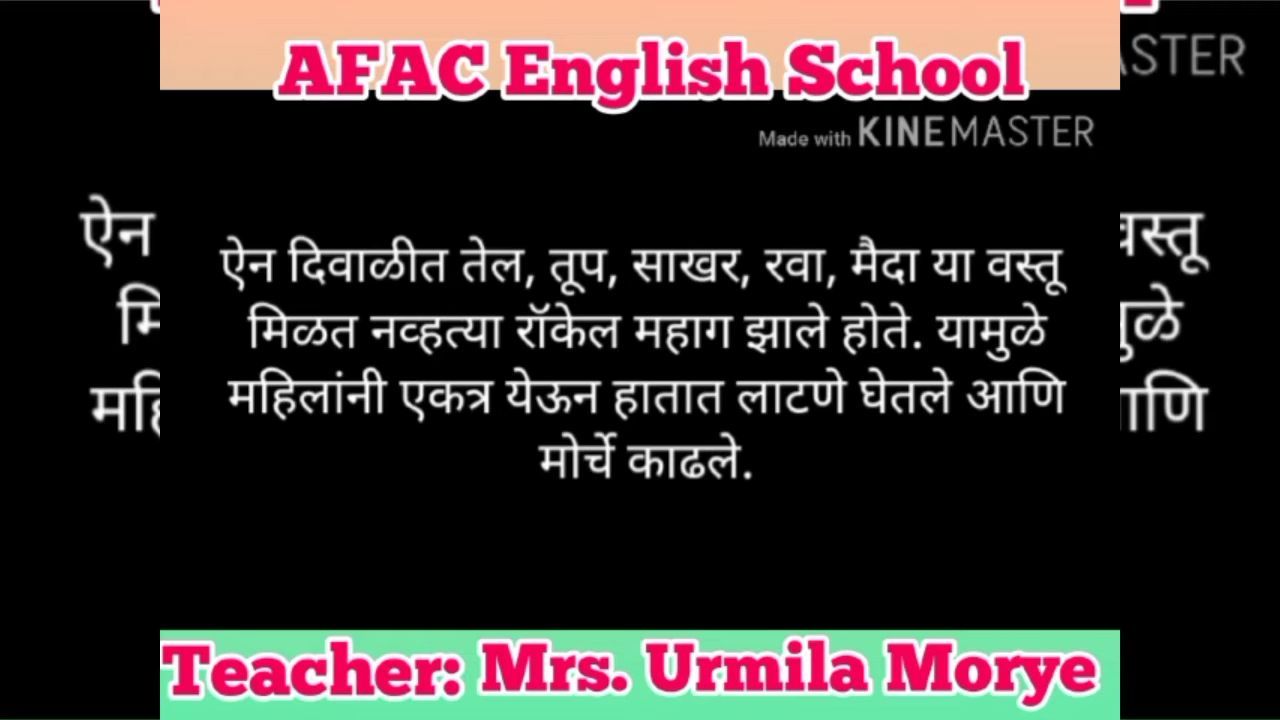 AFAC English School
Made with KINEMASTER
ऐन दिवाळीत तेल, तूप, साखर, रवा, मैदा या वस्तू
मिळत नव्हत्या रॉकेल महाग झाले होते. यामुळे
महिलांनी एकत्र येऊन हातात लाटणे घेतले आणि
मोर्चे काढले.
Teacher: Mrs. Urmila Morye